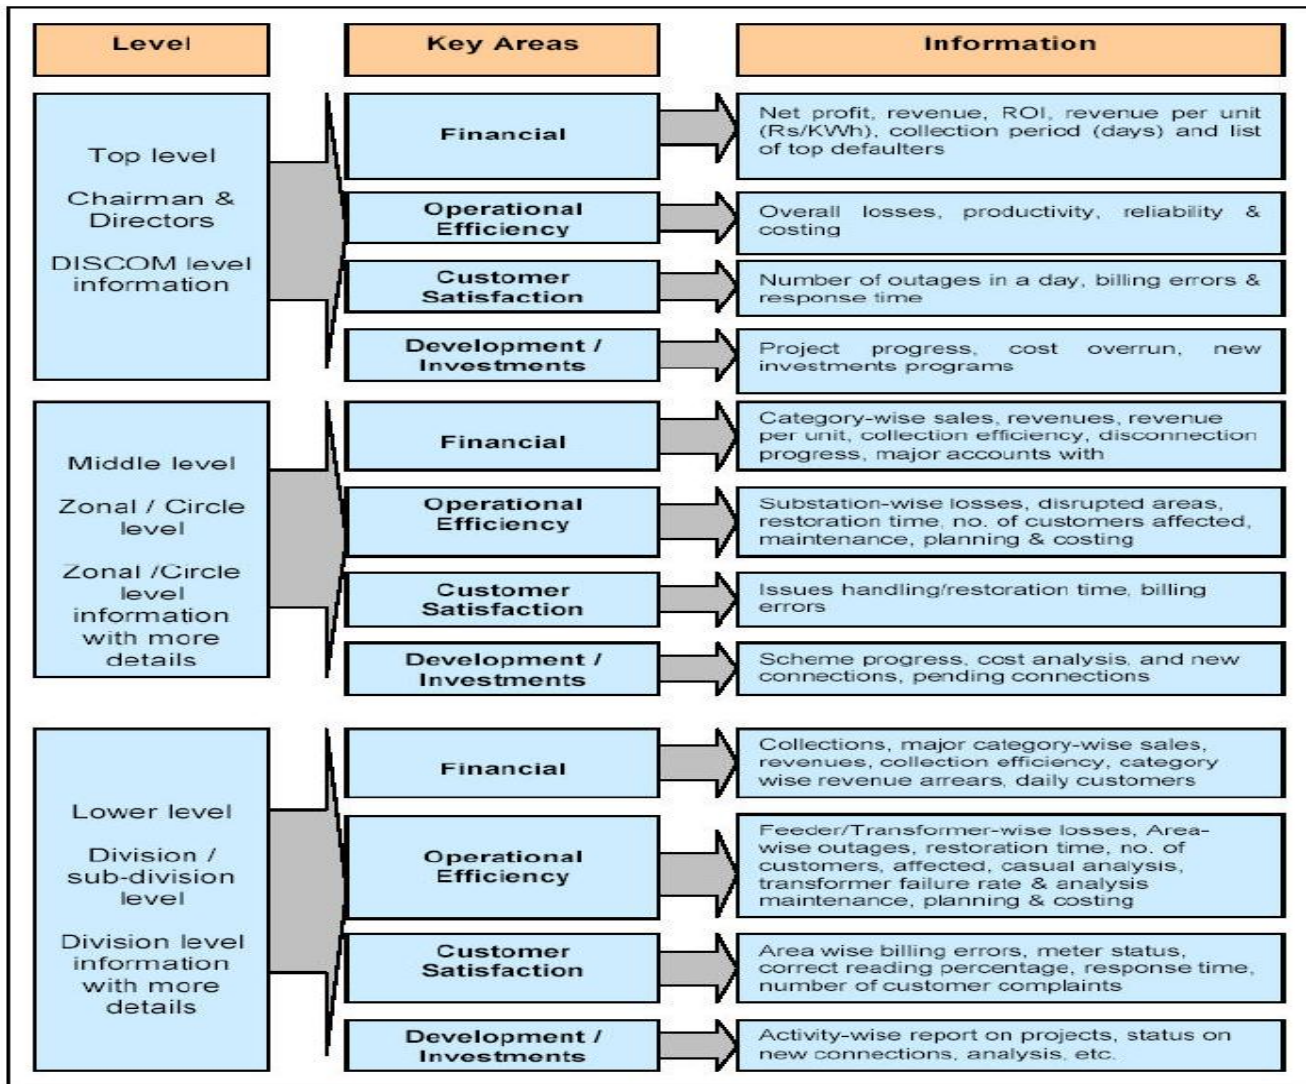 Level
Key Areas
Information
Top level
Chairman &
Directors
DISCOM level
information
Financial
Net profit, revenue, ROI, revenue per unit
(Rs/KWh), collection period (days) and list
of top defaulters
Operational
Efficiency
Overall losses, productivity, reliability &
costing
Customer
Satisfaction
Number of outages in a day, billing errors &
response time
Development /
Investments
Project progress, cost overrun, new
investments programs
Middle level
Zonal / Circle
level
Zonal /Circle
level
information
with more
details
Financial
Category-wise sales, revenues, revenue
per unit, collection efficiency, disconnection
progress, major accounts with
Operational
Efficiency
Substation-wise losses, disrupted areas,
restoration time, no. of customers affected,
maintenance, planning & costing
Customer
Satisfaction
Issues handling/restoration time, billing
errors
Development /
Investments
Scheme progress, cost analysis, and new
connections, pending connections
Lower level
Division /
sub-division
level
Division level
information
with more
details
Financial
Collections, major category-wise sales,
revenues, collection efficiency, category
wise revenue arrears, daily customers
Operational
Efficiency
Feeder/Transformer-wise losses, Area-
wise outages, restoration time, no. of
customers, affected, casual analysis,
transformer failure rate & analysis
maintenance, planning & costing
Customer
Satisfaction
Area wise billing errors, meter status,
correct reading percentage, response time,
number of customer complaints
Development /
Investments
Activity-wise report on projects, status on
new connections, analysis, etc.